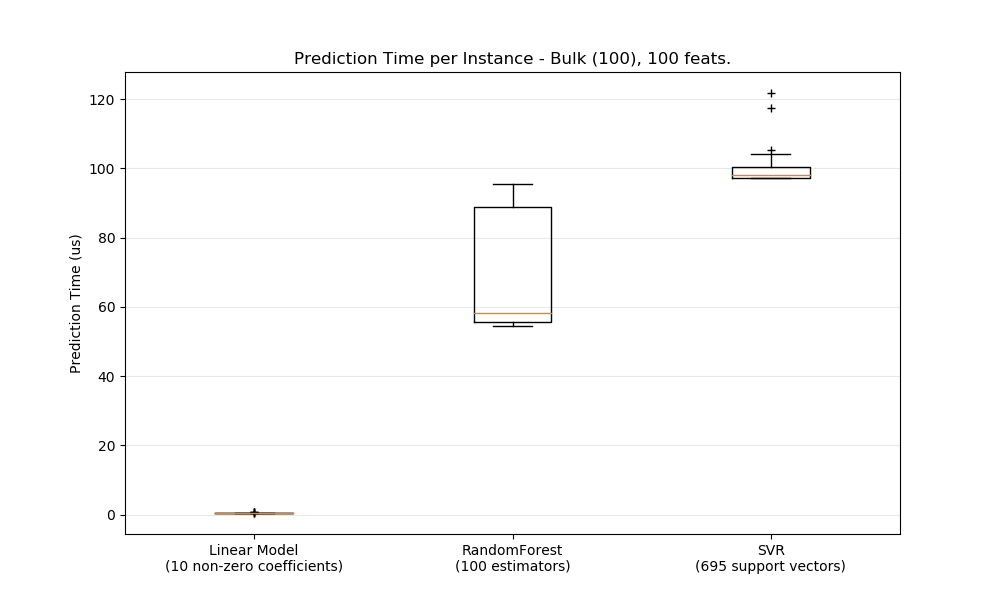 Prediction Time per Instance - Bulk (100), 100 feats.
Prediction Time (us)
120
100
80
60
40
20
0
Linear Model
(10 non-zero coefficients)
RandomForest
(100 estimators)
SVR
(695 support vectors)